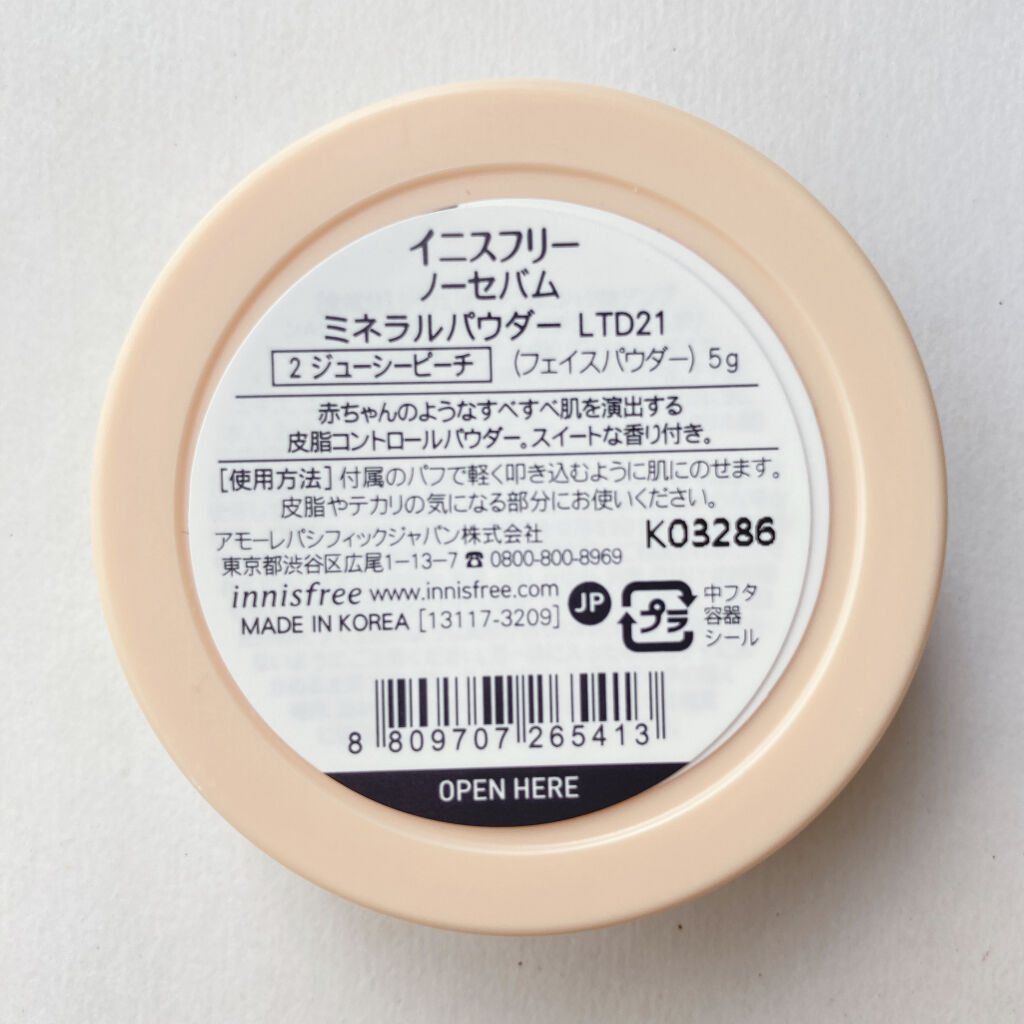 イニスフリー
ノーセバム
ミネラルパウダー LTD21
2 ジューシーピーチ (フェイスパウダー) 5g
赤ちゃんのようなすべすべ肌を演出する
皮脂コントロールパウダー。スイートな香り付き。
[使用方法] 付属のパフで軽く叩き込むように肌にのせます。
皮脂やテカリの気になる部分にお使いください。
アモーレパシフィックジャパン株式会社
東京都渋谷区広尾1-13-7 ☎ 0800-800-8969
K03286
innisfree www.innisfree.com
MADE IN KOREA [13117-3209]
JP
プラ
中フタ
容器
シール
8 809707 265413
OPEN HERE